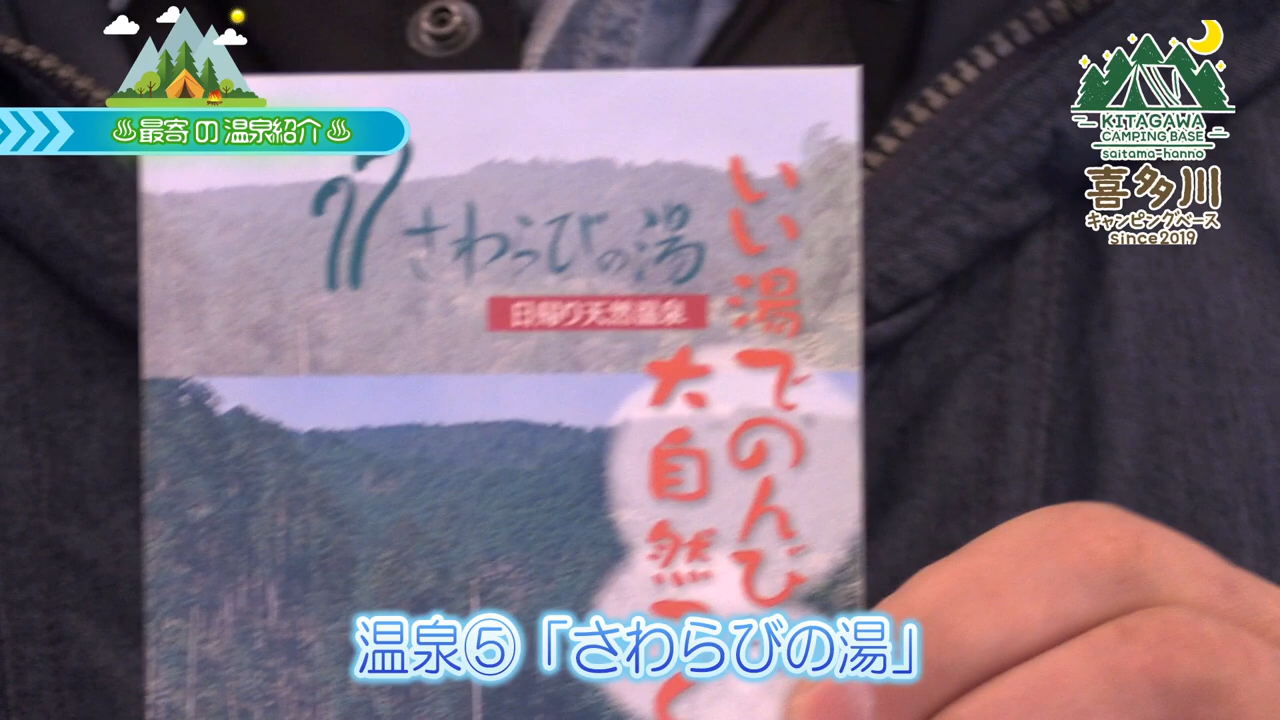 ♨最寄の温泉紹介♨
KITAGAWA
CAMPING BASE
saitama-hanno
喜多川
キャンピングベース
since2019
さわらびの湯
日帰り天然温泉
いい湯でのんび
大自然
温泉⑤「さわらびの湯」